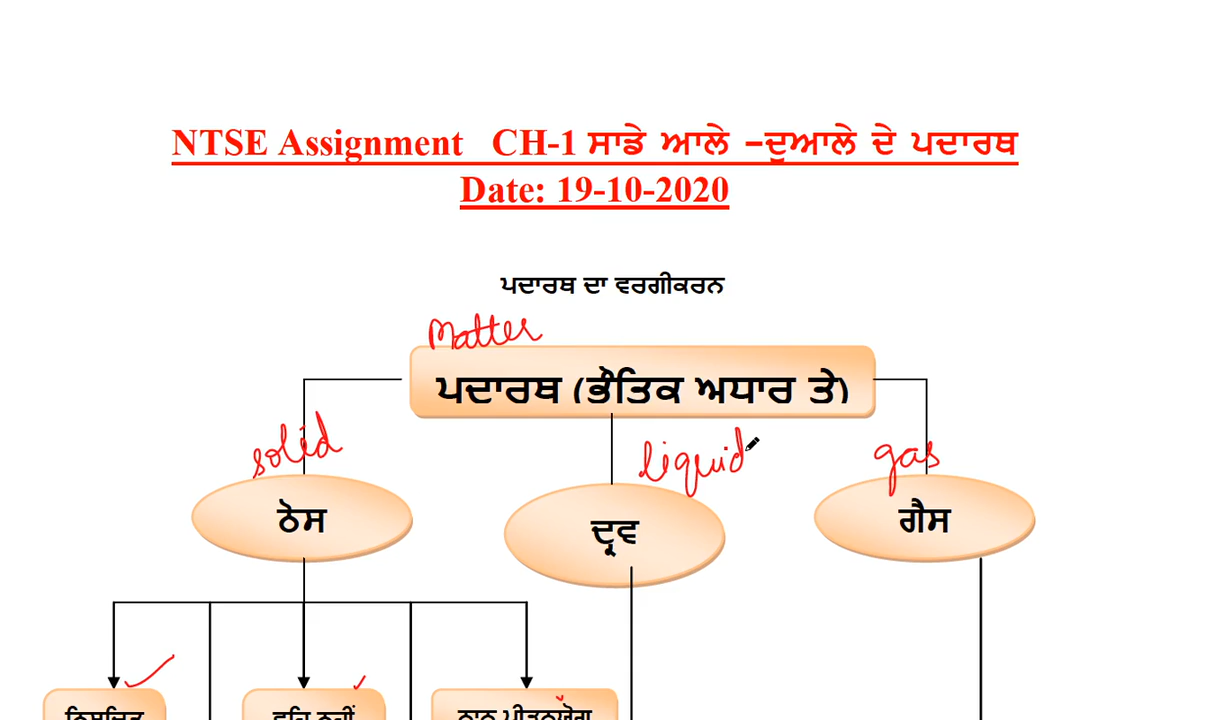 NTSE Assignment CH-1 ਸਾਡੇ ਆਲੇ –ਦੁਆਲੇ ਦੇ ਪਦਾਰਥ
Date: 19-10-2020
ਪਦਾਰਥ ਦਾ ਵਰਗੀਕਰਨ
Matter
ਪਦਾਰਥ (ਭੌਤਿਕ ਅਧਾਰ ਤੇ)
solid
liquid
gas
ਠੋਸ
ਦ੍ਰਵ
ਗੈਸ